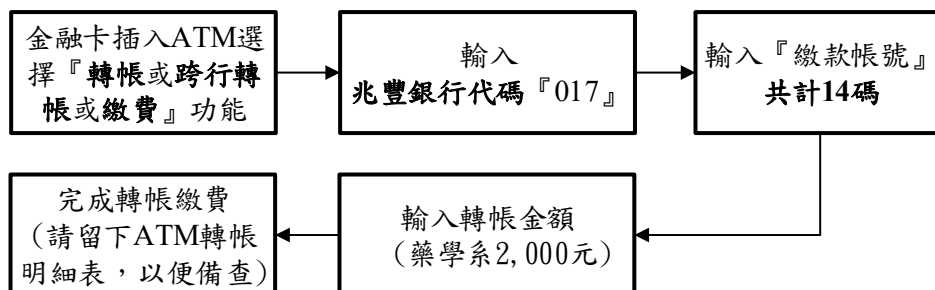 金融卡插入ATM選
擇『轉帳或跨行轉
帳或繳費』功能
輸入
兆豐銀行代碼『017』
輸入『繳款帳號』
共計14碼
輸入轉帳金額
（藥學系2,000元）
完成轉帳繳費
（請留下ATM轉帳
明細表，以便備查）